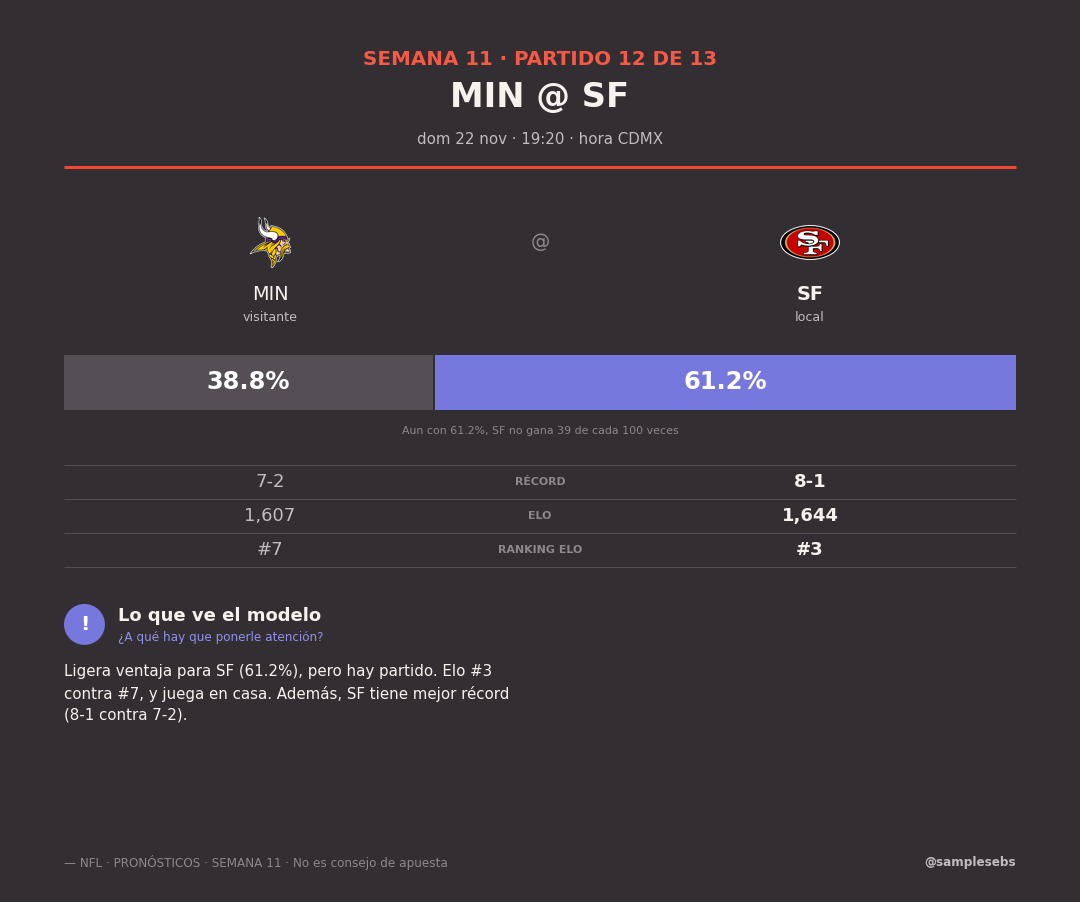 SEMANA 11 · PARTIDO 12 DE 13
MIN @ SF
dom 22 nov · 19:20 · hora CDMX
@
SF
MIN
SF
visitante
local
38.8%
61.2%
Aun con 61.2%, SF no gana 39 de cada 100 veces
7-2 RÉCORD 8-1
1,607 ELO 1,644
#7 RANKING ELO #3
!
Lo que ve el modelo
¿A qué hay que ponerle atención?
Ligera ventaja para SF (61.2%), pero hay partido. Elo #3
contra #7, y juega en casa. Además, SF tiene mejor récord
(8-1 contra 7-2).
— NFL · PRONÓSTICOS · SEMANA 11 · No es consejo de apuesta
@samplesebs